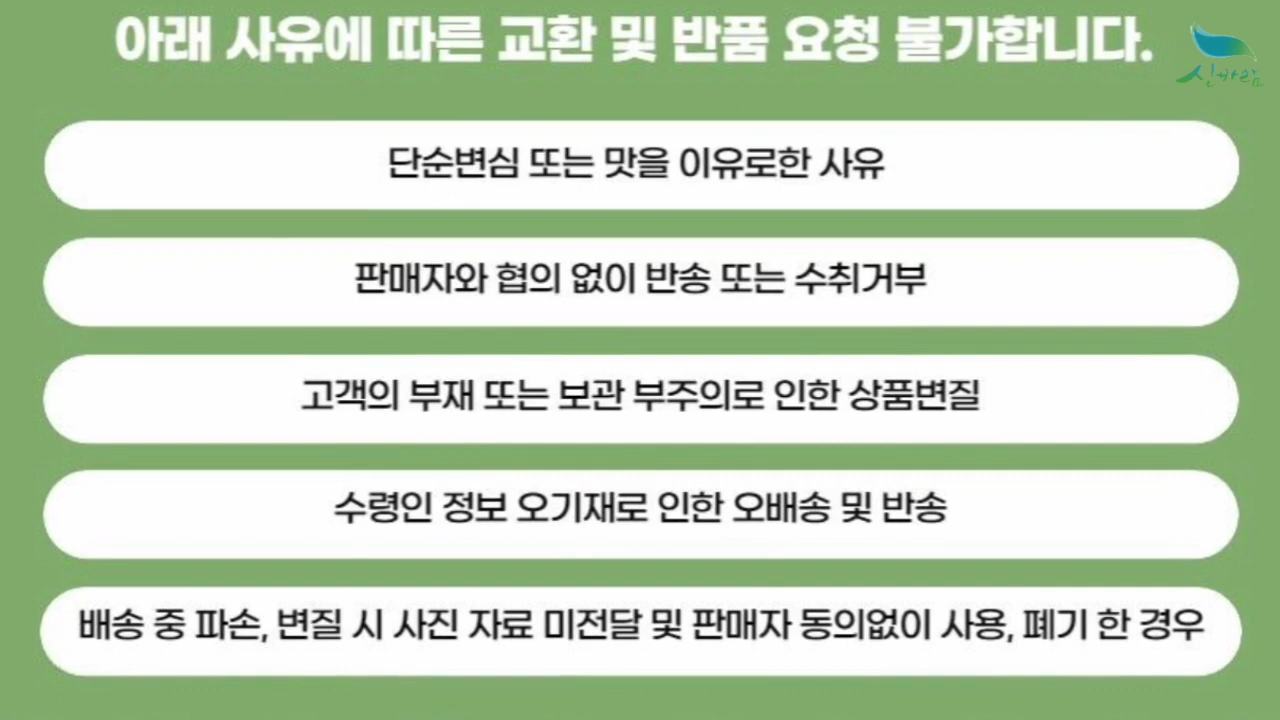 아래 사유에 따른 교환 및 반품 요청 불가합니다.
신바람
단순변심 또는 맛을 이유로한 사유
판매자와 협의 없이 반송 또는 수취거부
고객의 부재 또는 보관 부주의로 인한 상품변질
수령인 정보 오기재로 인한 오배송 및 반송
배송 중 파손, 변질 시 사진 자료 미전달 및 판매자 동의없이 사용, 폐기 한 경우